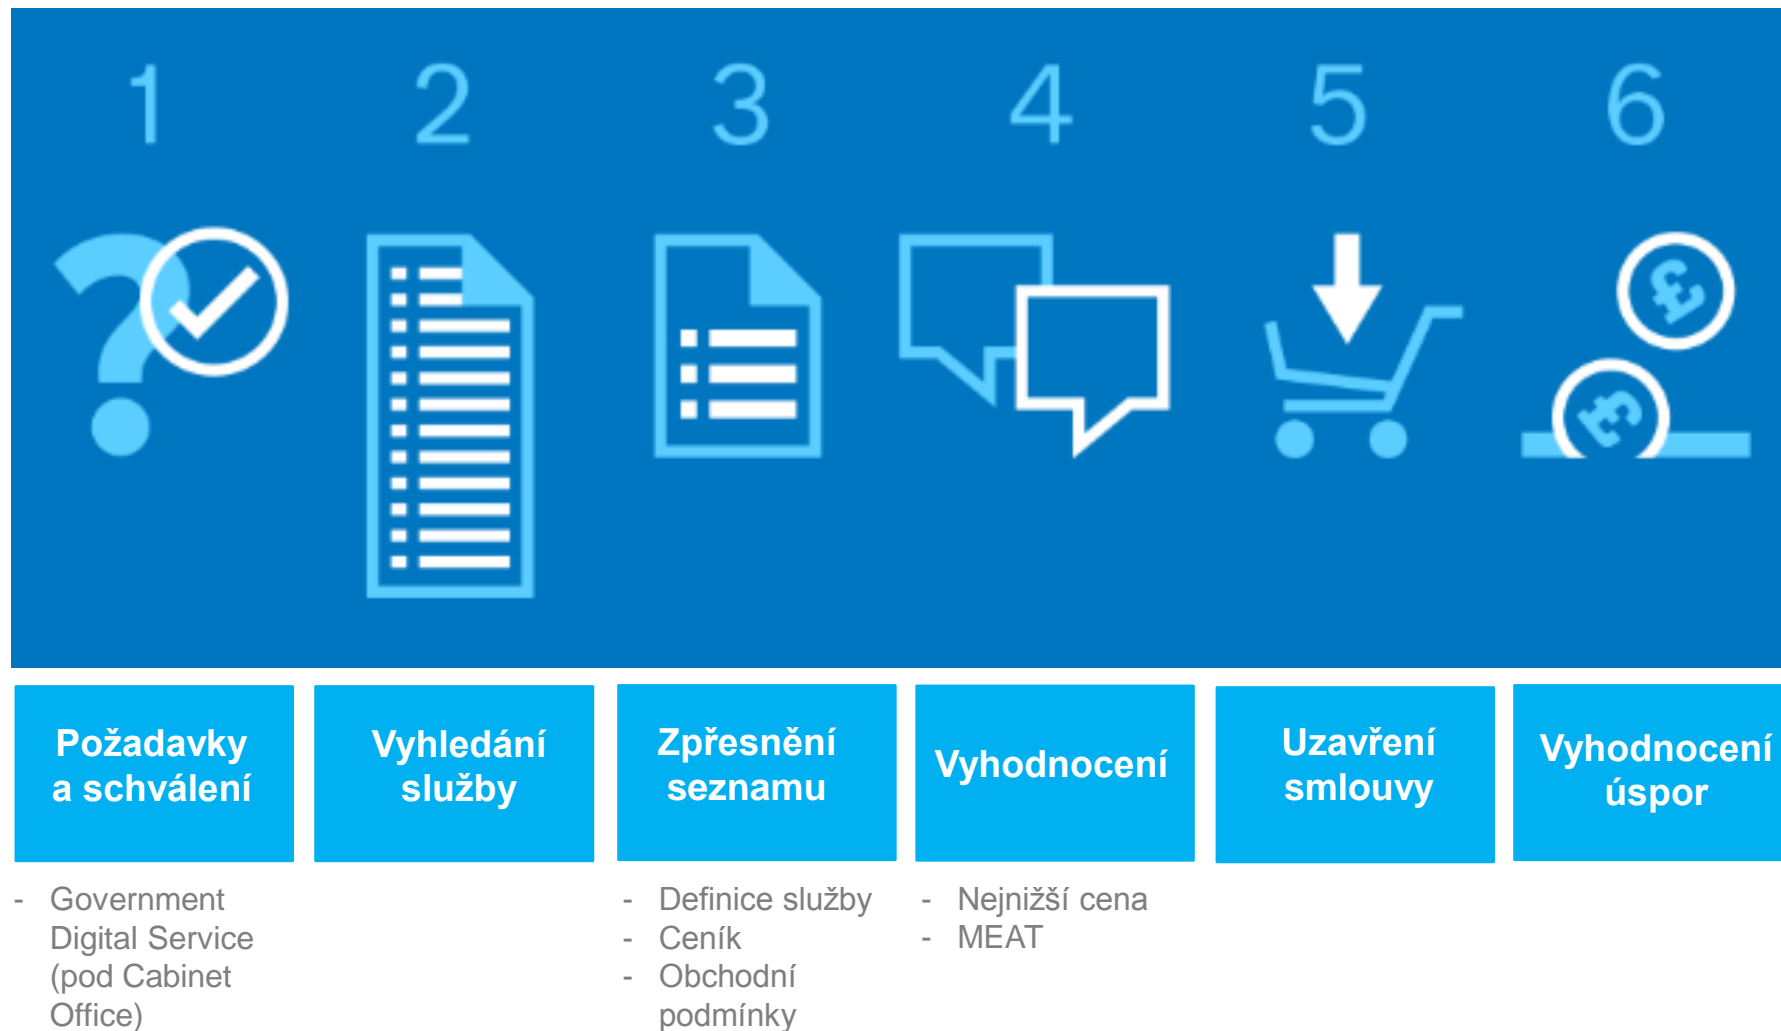 1 2 3 4 5 6
£
£
Požadavky
a schválení
Vyhledání
služby
Zpřesnění
seznamu
Vyhodnocení
Uzavření
smlouvy
Vyhodnocení
úspor
- Government
Digital Service
(pod Cabinet
Office)
- Definice služby
- Ceník
- Obchodní
podmínky
- Nejnižší cena
- MEAT